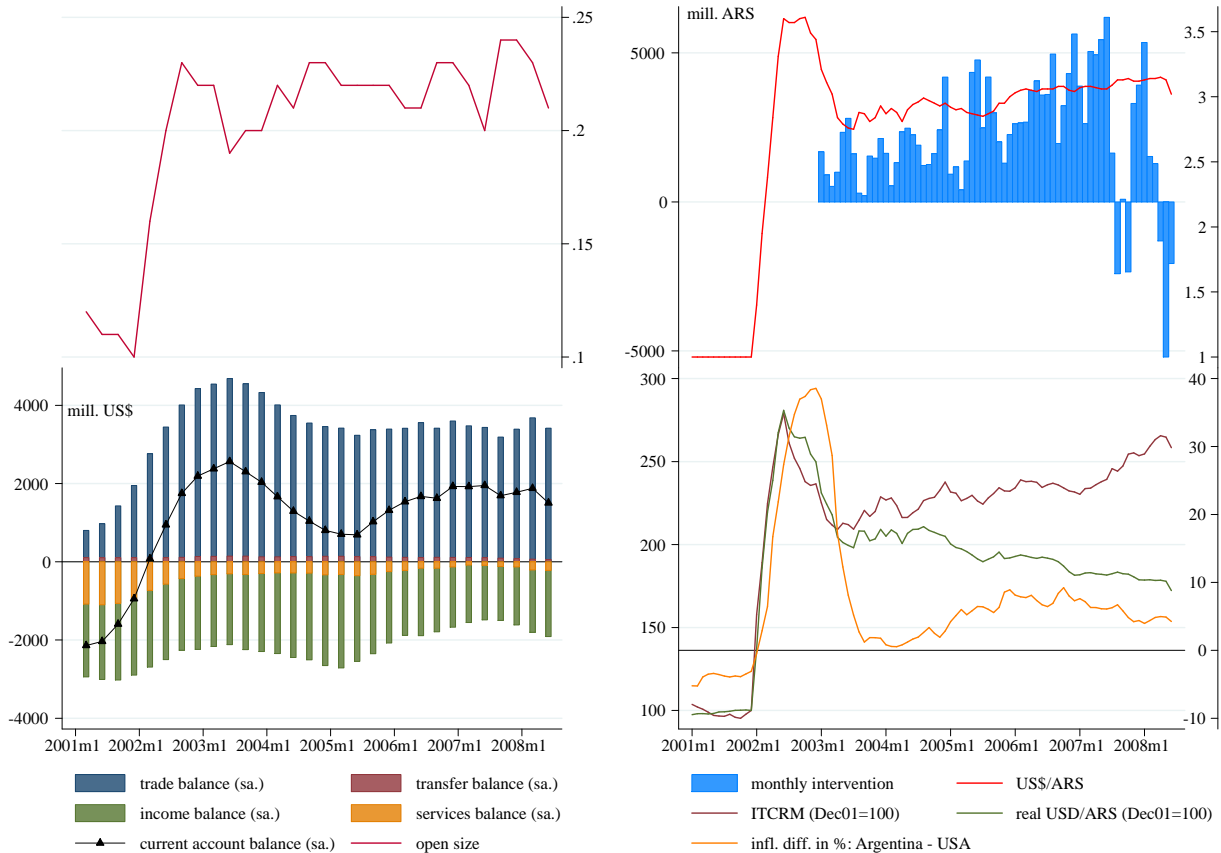 .25
.2
.15
.1
mill. US$
4000
2000
0
-2000
-4000
2001m1 2002m1 2003m1 2004m1 2005m1 2006m1 2007m1 2008m1
trade balance (sa.)
transfer balance (sa.)
income balance (sa.)
services balance (sa.)
current account balance (sa.)
open size
mill. ARS
5000
0
-5000
3.5
3
2.5
2
1.5
1
300
250
200
150
100
40
30
20
10
0
-10
2001m1 2002m1 2003m1 2004m1 2005m1 2006m1 2007m1 2008m1
monthly intervention
US$/ARS
ITCRM (Dec01=100)
real USD/ARS (Dec01=100)
infl. diff. in %: Argentina - USA